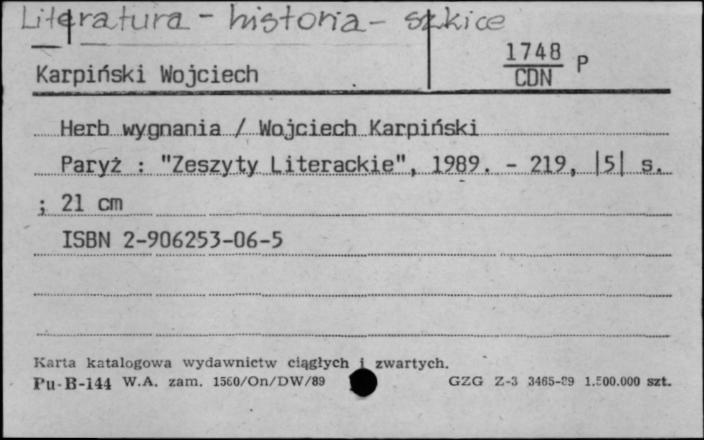 Literatura - historia - szkice
Karpiński Wojciech
1748 P
CDN
Herb wygnania / Wojciech Karpiński
Paryż : "Zeszyty Literackie", 1989. - 219, |5| s.
; 21 cm
ISBN 2-906253-06-5
Karta katalogowa wydawnictw ciągłych i zwartych.
Pu-B-144 W.A. zam. 1560/On/DW/89 GZG Z-3 3465-89 1.500.000 szt.